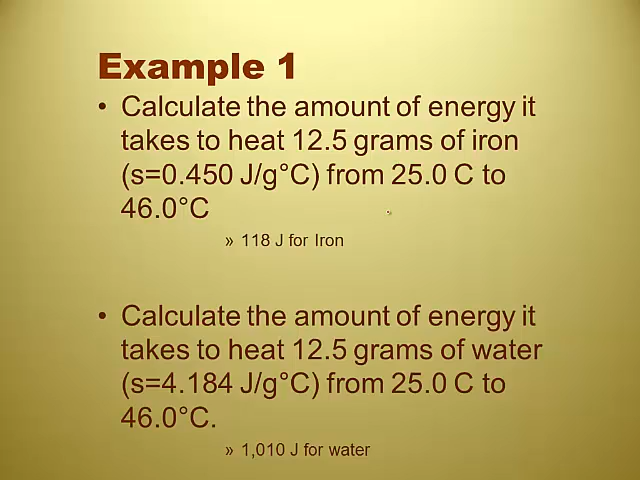 Example 1
• Calculate the amount of energy it
takes to heat 12.5 grams of iron
(s=0.450 J/g°C) from 25.0 C to
46.0°C
» 118 J for Iron
• Calculate the amount of energy it
takes to heat 12.5 grams of water
(s=4.184 J/g°C) from 25.0 C to
46.0°C.
» 1,010 J for water